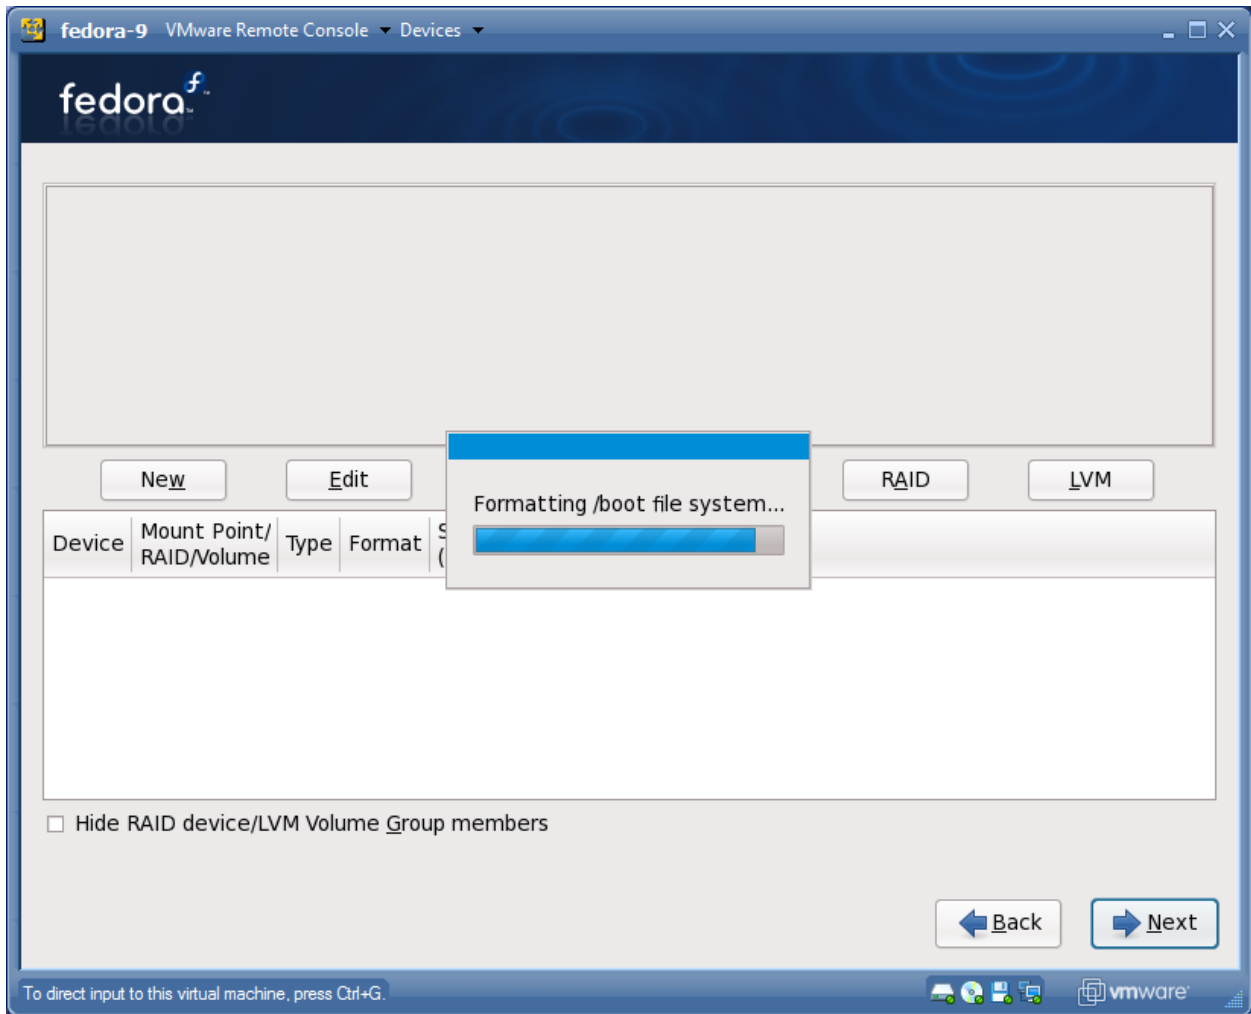 fedora-9 VMware Remote Console Devices
fedora
New Edit RAID LVM
Formatting /boot file system...
Device Mount Point/ RAID/Volume Type Format
Hide RAID device/LVM Volume Group members
Back Next
To direct input to this virtual machine, press Ctrl+G.
vmware